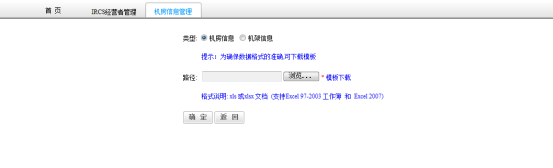 首 页 IRCS经营者管理 机房信息管理
类型: 机房信息 机架信息
提示: 为确保数据格式的准确,可下载模板
路径: 浏览... * 模板下载
格式说明: xls 或xlsx 文档 (支持Excel 97-2003 工作簿 和 Excel 2007)
确 定 返 回